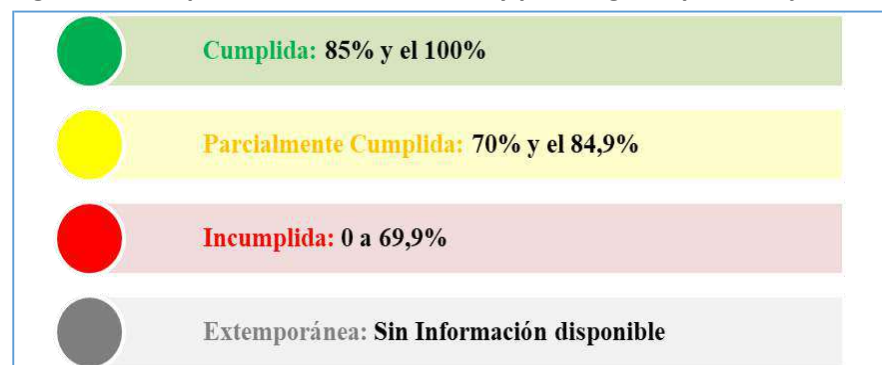 Cumplida: 85% y el 100%
Parcialmente Cumplida: 70% y el 84,9%
Incumplida: 0 a 69,9%
Extemporánea: Sin Información disponible